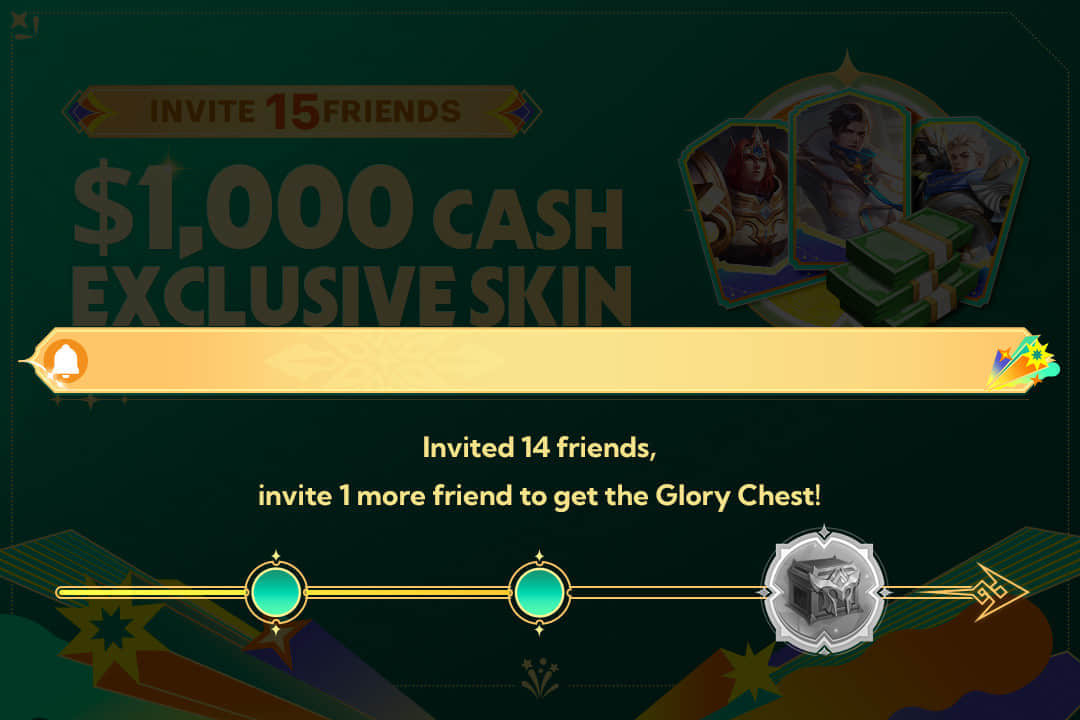 INVITE 15 FRIENDS
$1,000 CASH
EXCLUSIVE SKIN
Invited 14 friends,
invite 1 more friend to get the Glory Chest!